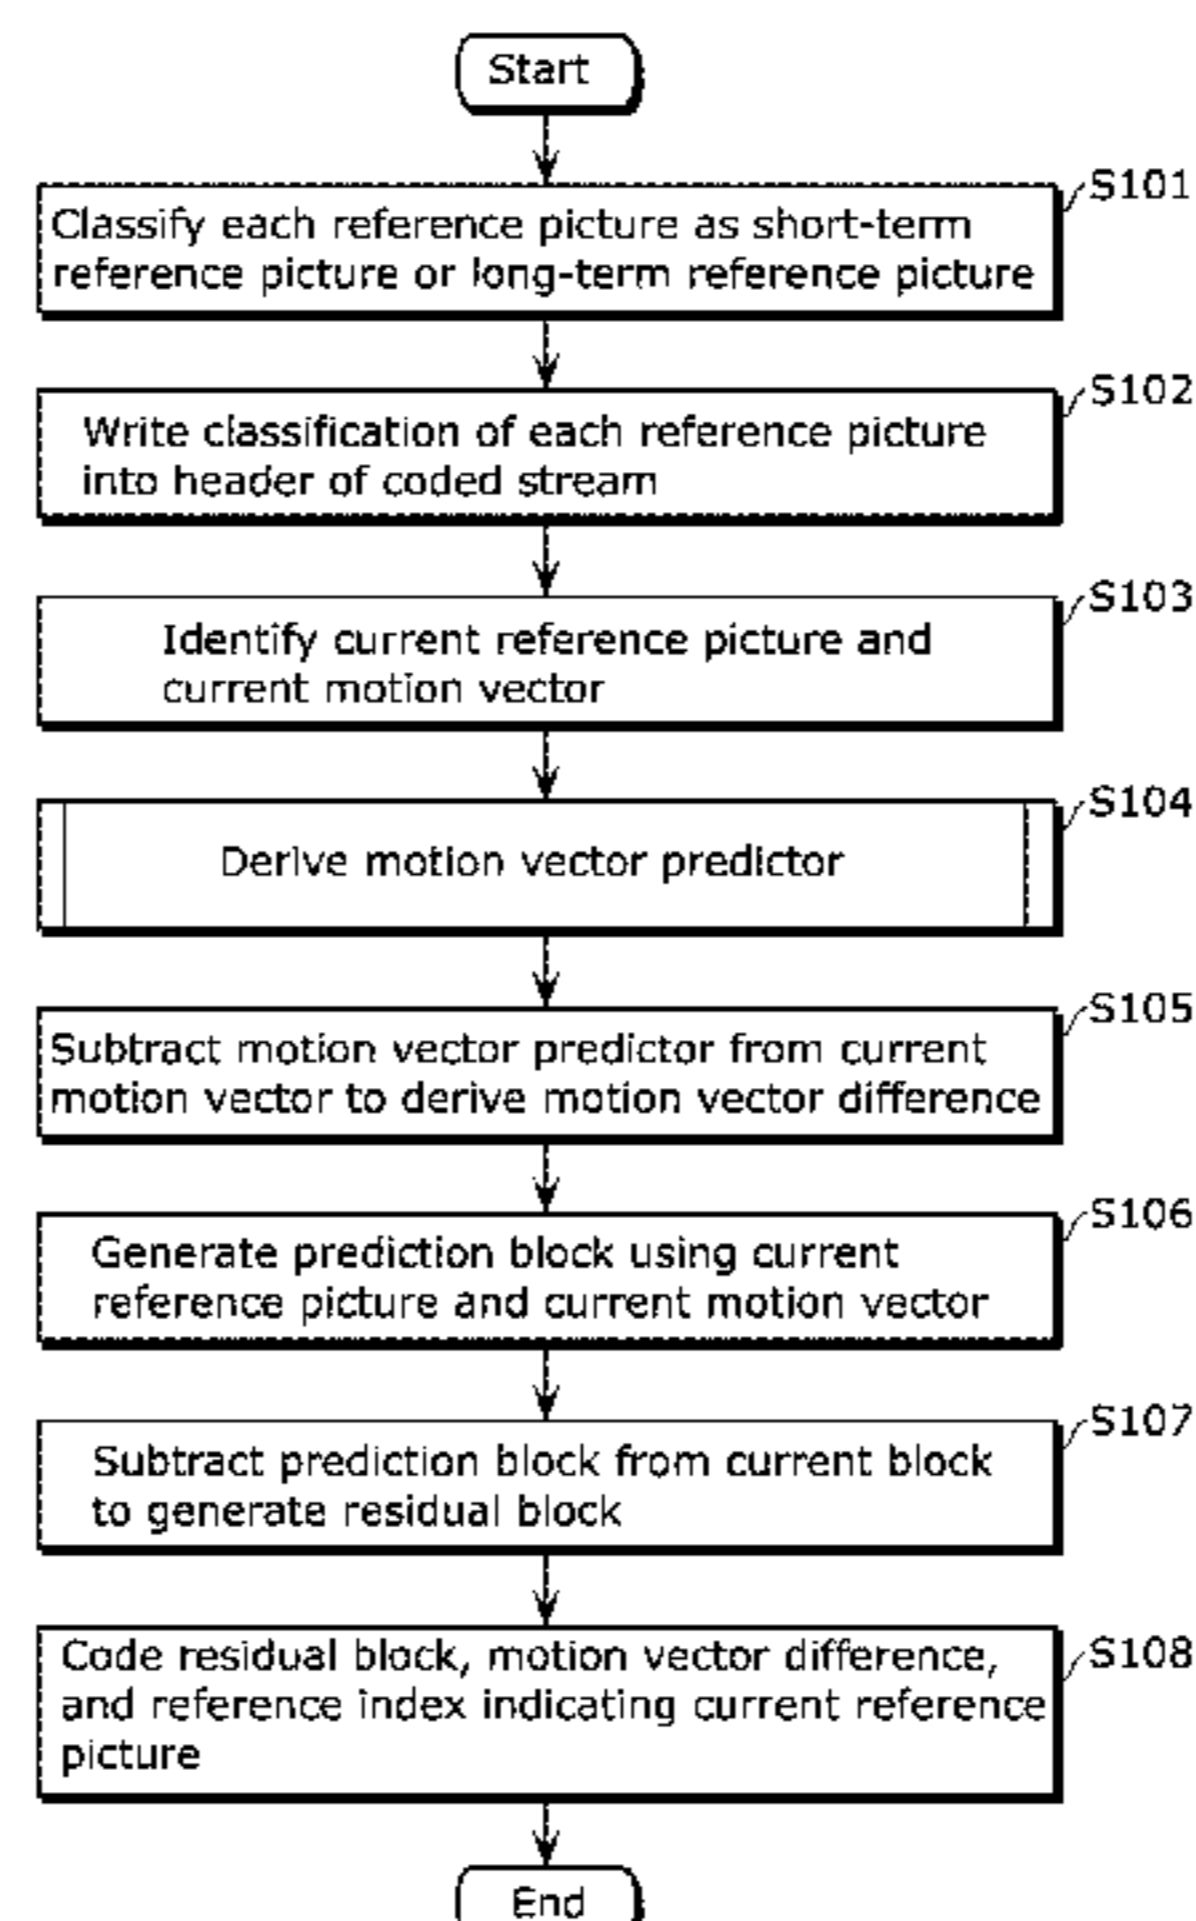 Start
S101
Classify each reference picture as short-term
reference picture or long-term reference picture
S102
Write classification of each reference picture
into header of coded stream
S103
Identify current reference picture and
current motion vector
S104
Derive motion vector predictor
S105
Subtract motion vector predictor from current
motion vector to derive motion vector difference
S106
Generate prediction block using current
reference picture and current motion vector
S107
Subtract prediction block from current block
to generate residual block
S108
Code residual block, motion vector difference,
and reference index indicating current reference
picture
End